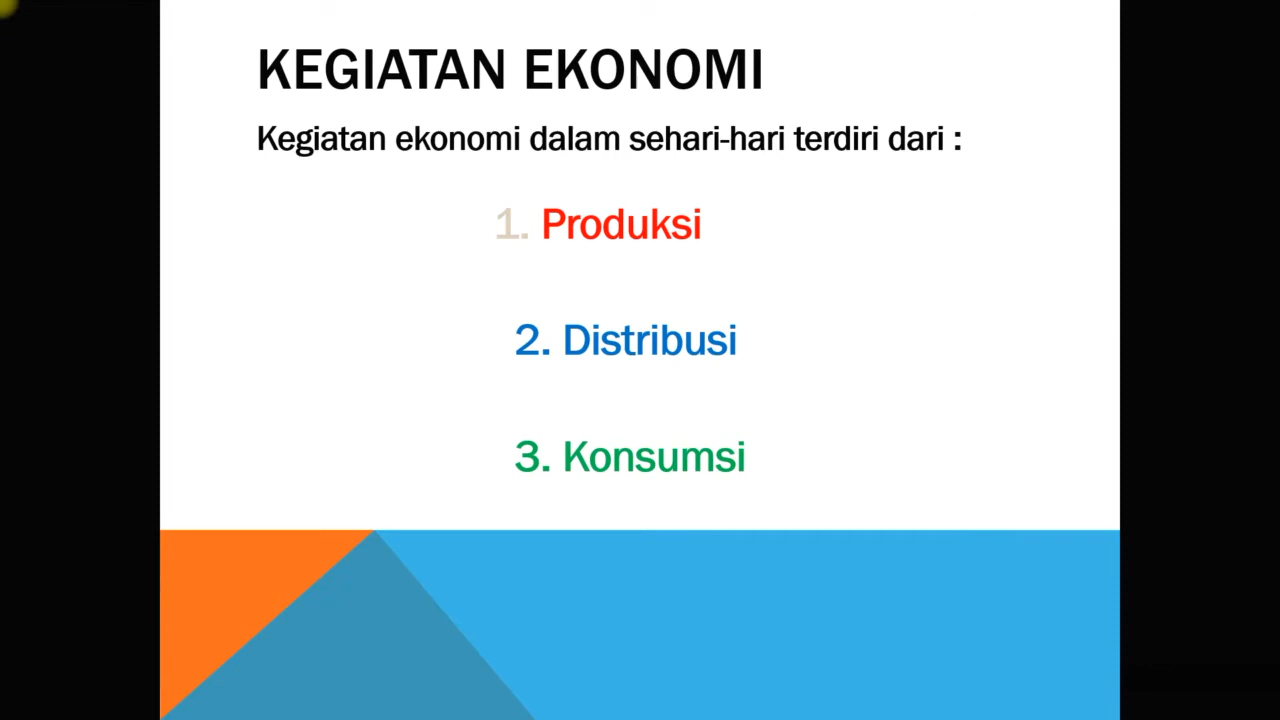 KEGIATAN EKONOMI
Kegiatan ekonomi dalam sehari-hari terdiri dari :
1. Produksi
2. Distribusi
3. Konsumsi